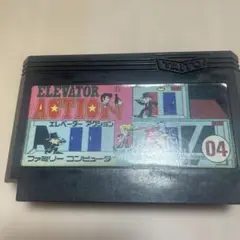 TAITO
ELEVATOR
ACTION
エレベーター アクション
ファミリー コンピュータ
04